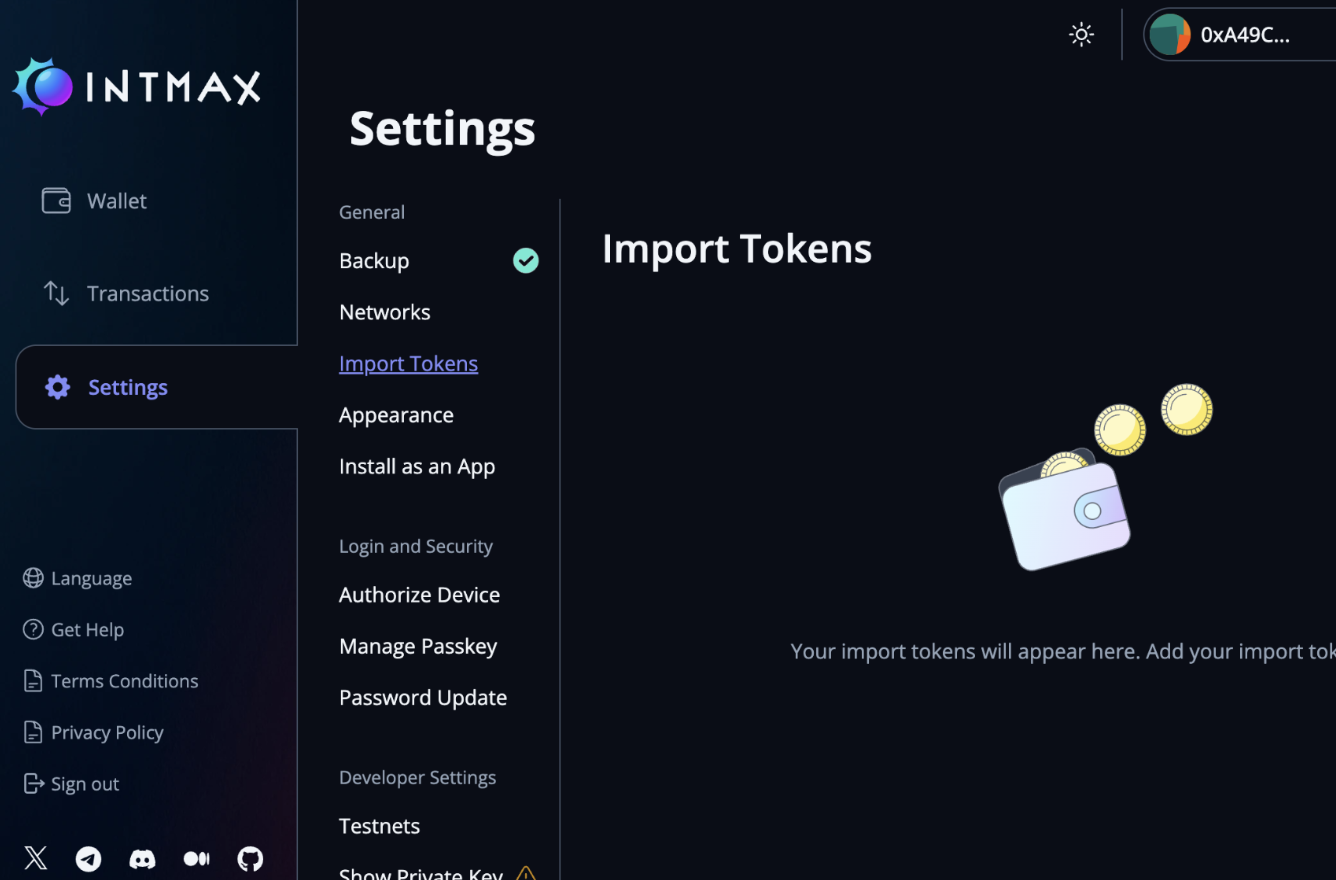 INTMAX
Wallet
Transactions
Settings
Language
Get Help
Terms Conditions
Privacy Policy
Sign out
0xA49C...
Settings
General
Backup
Networks
Import Tokens
Appearance
Install as an App
Login and Security
Authorize Device
Manage Passkey
Password Update
Developer Settings
Testnets
Show Private Key
Import Tokens
Your import tokens will appear here. Add your import tok